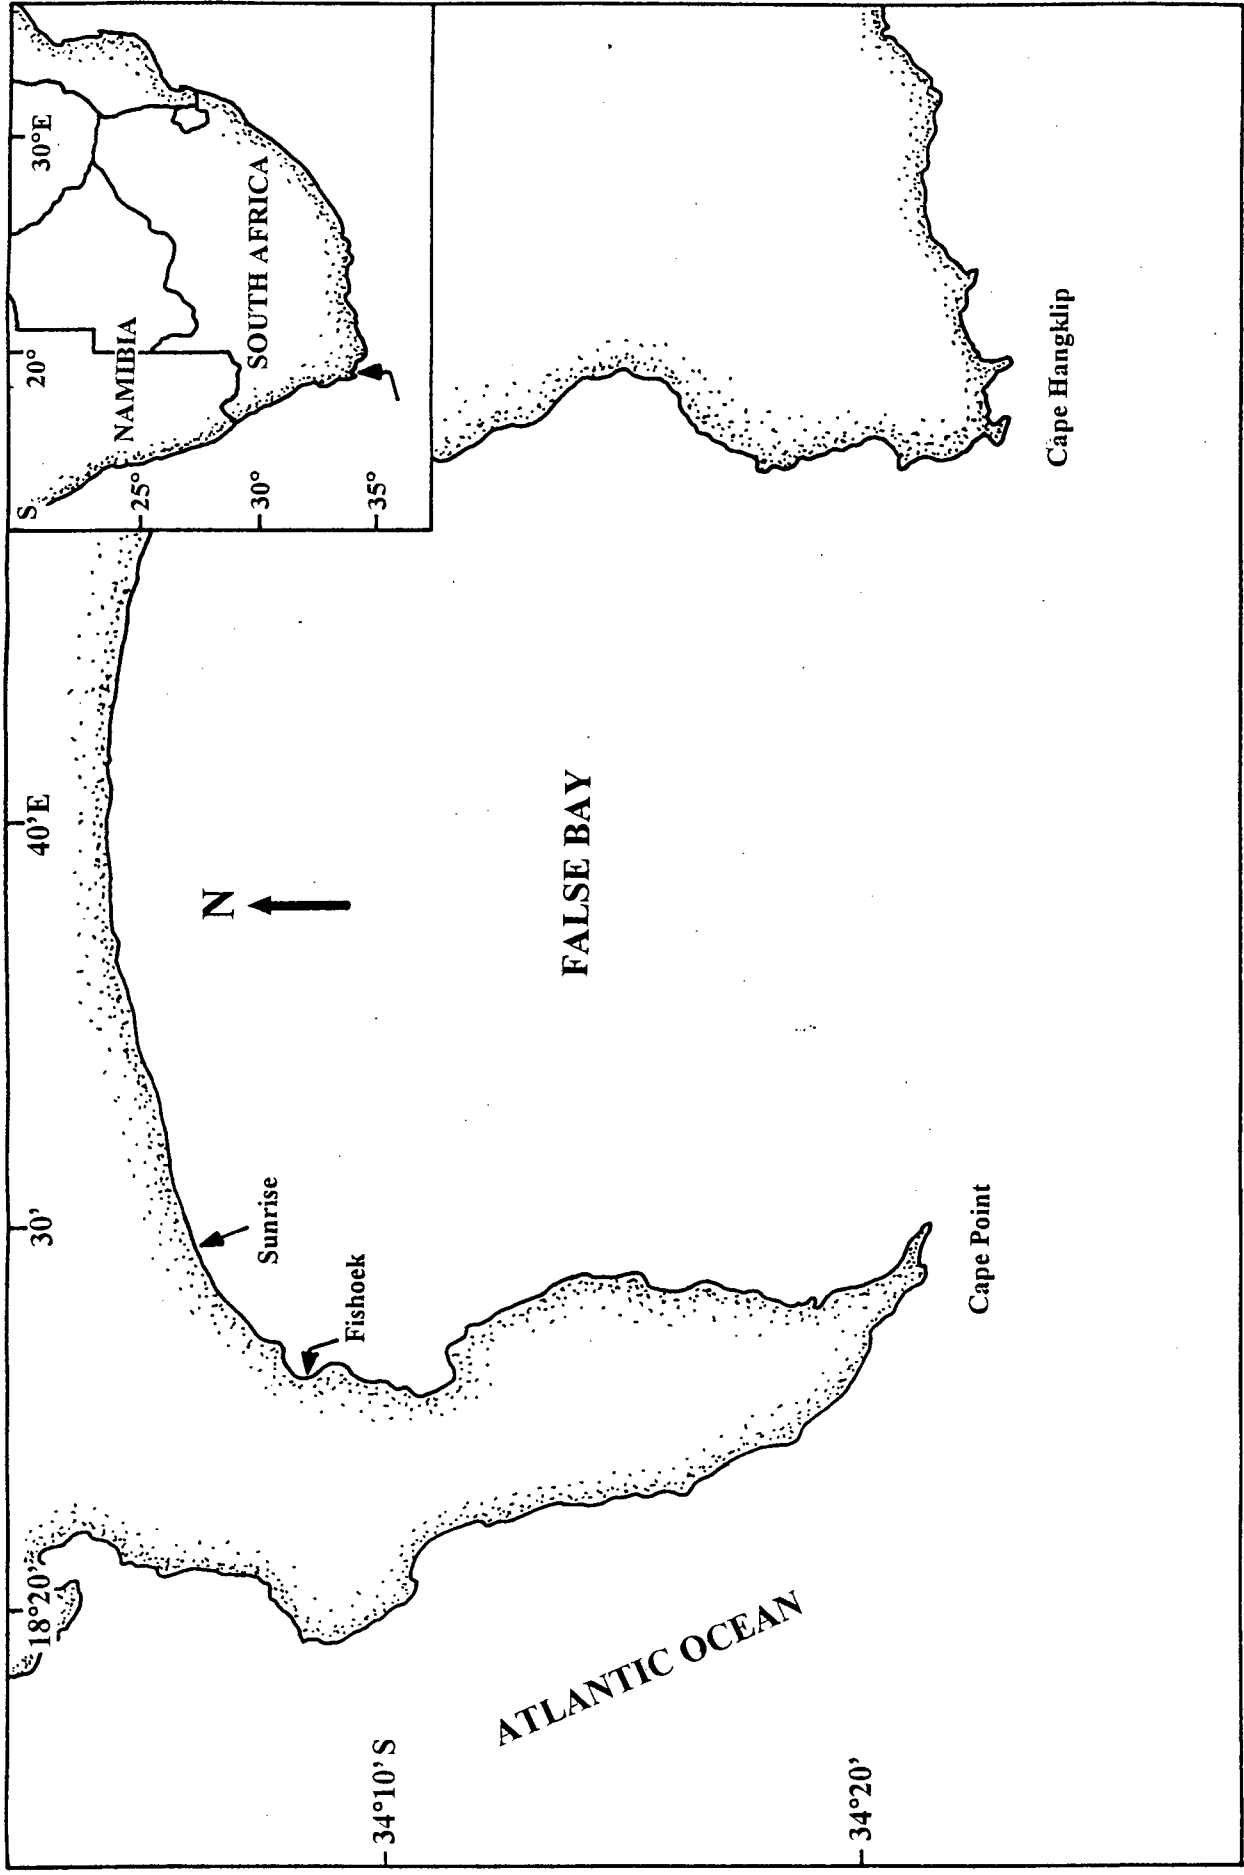 18°20'
30'
40'E
S
20°
30°E
NAMIBIA
25°
SOUTH AFRICA
30°
35°
N
Sunrise
Fishoek
34°10' S
FALSE BAY
ATLANTIC OCEAN
34°20'
Cape Point
Cape Hangklip